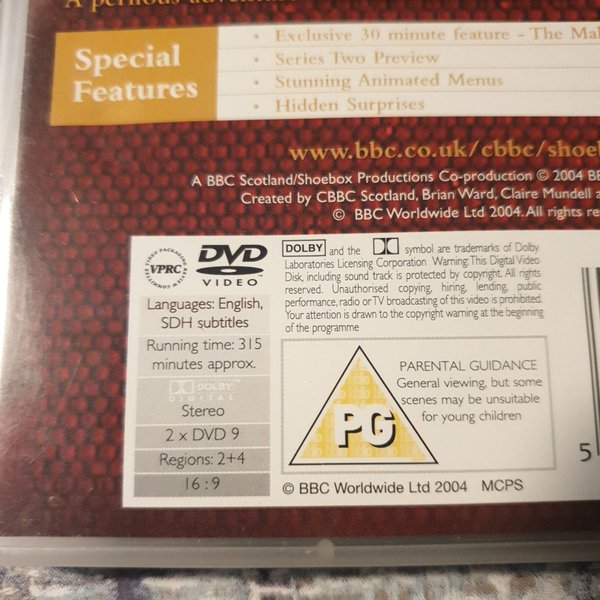 A perilous
Special
Features
• Exclusive 30 minute feature - The Mak
• Series Two Preview
• Stunning Animated Menus
• Hidden Surprises
www.bbc.co.uk/cbbc/shoeb
A BBC Scotland/Shoebox Productions Co-production © 2004 BB
Created by CBBC Scotland, Brian Ward, Claire Mundell a
© BBC Worldwide Ltd 2004. All rights re
VIDEO PACKAGING REVIEW COMMITTEE
VPRC
DVD
VIDEO
Languages: English,
SDH subtitles
Running time: 315
minutes approx.
DOLBY
DIGITAL
Stereo
2 x DVD 9
Regions: 2+4
16:9
DOLBY and the symbol are trademarks of Dolby
Laboratories Licensing Corporation Warning: This Digital Video
Disk, including sound track is protected by copyright. All rights
reserved. Unauthorised copying, hiring, lending, public
performance, radio or TV broadcasting of this video is prohibited.
Your attention is drawn to the copyright warning at the beginning
of the programme
PG
PARENTAL GUIDANCE
General viewing, but some
scenes may be unsuitable
for young children
© BBC Worldwide Ltd 2004 MCPS
5